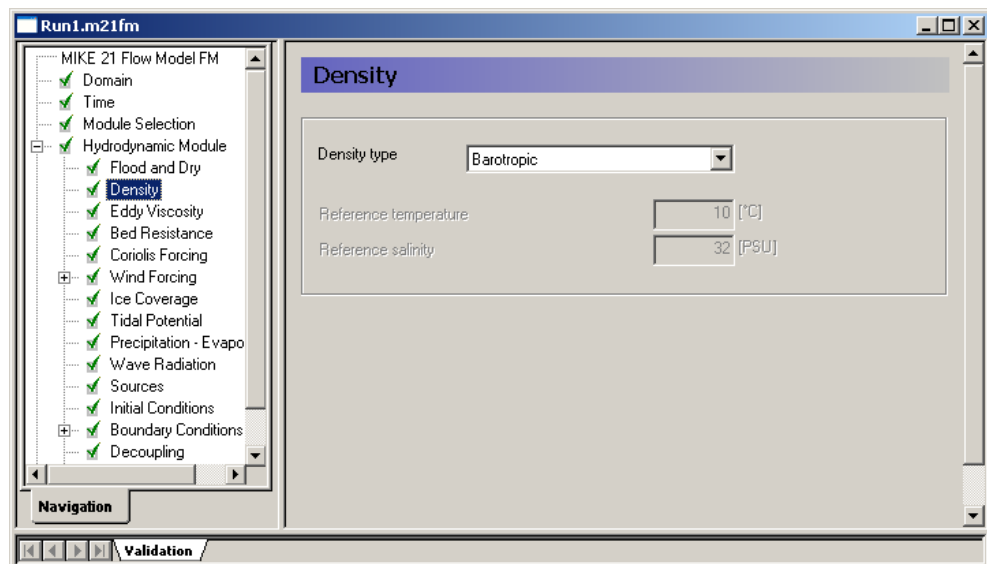 Run1.m21fm
MIKE 21 Flow Model FM
Domain
Time
Module Selection
Hydrodynamic Module
Flood and Dry
Density
Eddy Viscosity
Bed Resistance
Coriolis Forcing
Wind Forcing
Ice Coverage
Tidal Potential
Precipitation - Evapo
Wave Radiation
Sources
Initial Conditions
Boundary Conditions
Decoupling
Navigation
Density
Density type Barotropic
Reference temperature 10 [°C]
Reference salinity 32 [PSU]
Validation